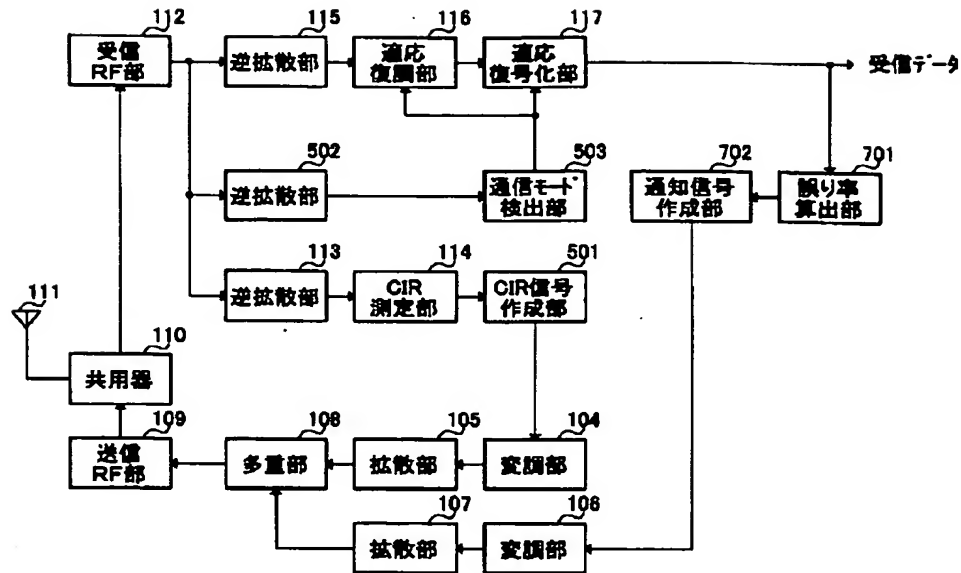 112
受信
RF部
115
逆拡散部
116
適応
復調部
117
適応
復号化部
受信データ
502
逆拡散部
503
通信モード
検出部
702
通知信号
作成部
701
誤り率
算出部
113
逆拡散部
114
CIR
測定部
501
CIR信号
作成部
111
110
共用器
109
送信
RF部
108
多重部
105
拡散部
104
変調部
107
拡散部
106
変調部